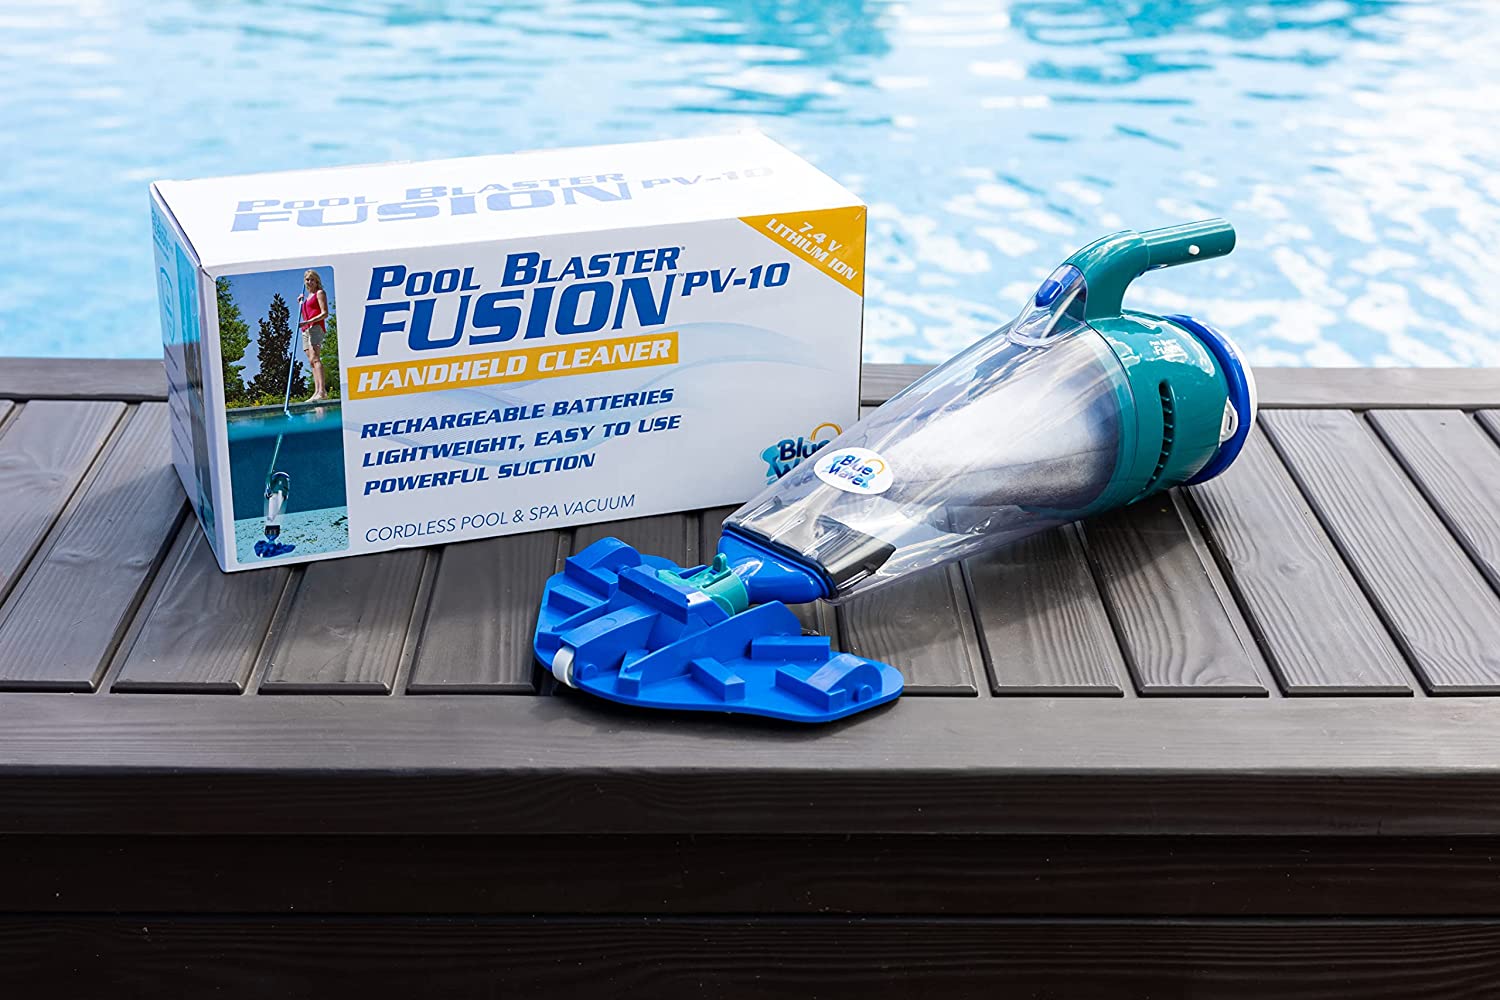 POOL BLASTER
FUSION PV-10
POOL BLASTER®
FUSION™ PV-10
HANDHELD CLEANER
7.4 V
LITHIUM ION
RECHARGEABLE BATTERIES
LIGHTWEIGHT, EASY TO USE
POWERFUL SUCTION
CORDLESS POOL & SPA VACUUM
Blue
Wave
Blue
Wave